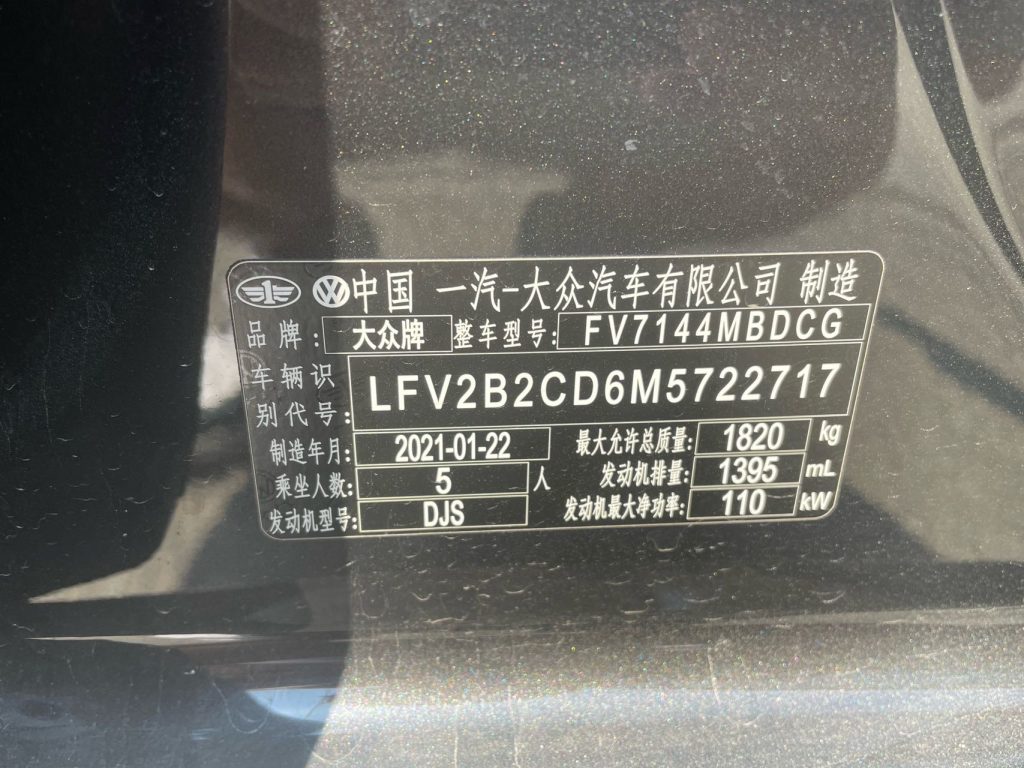 中国 一汽-大众汽车有限公司 制造
品牌: 大众牌 整车型号: FV7144MBDCG
车辆识别代号: LFV2B2CD6M5722717
制造年月: 2021-01-22 最大允许总质量: 1820 kg
乘坐人数: 5 人 发动机排量: 1395 mL
发动机型号: DJS 发动机最大净功率: 110 kW